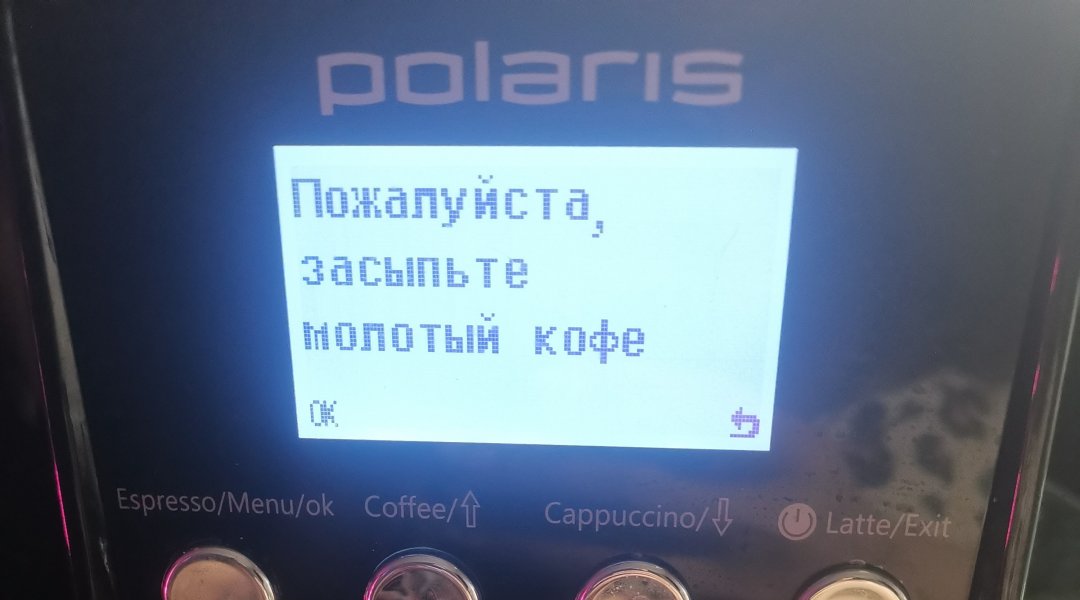 polaris
Пожалуйста,
засыпьте
молотый кофе
OK
Espresso/Menu/ok Coffee/⇧ Cappuccino/⇩ Latte/Exit